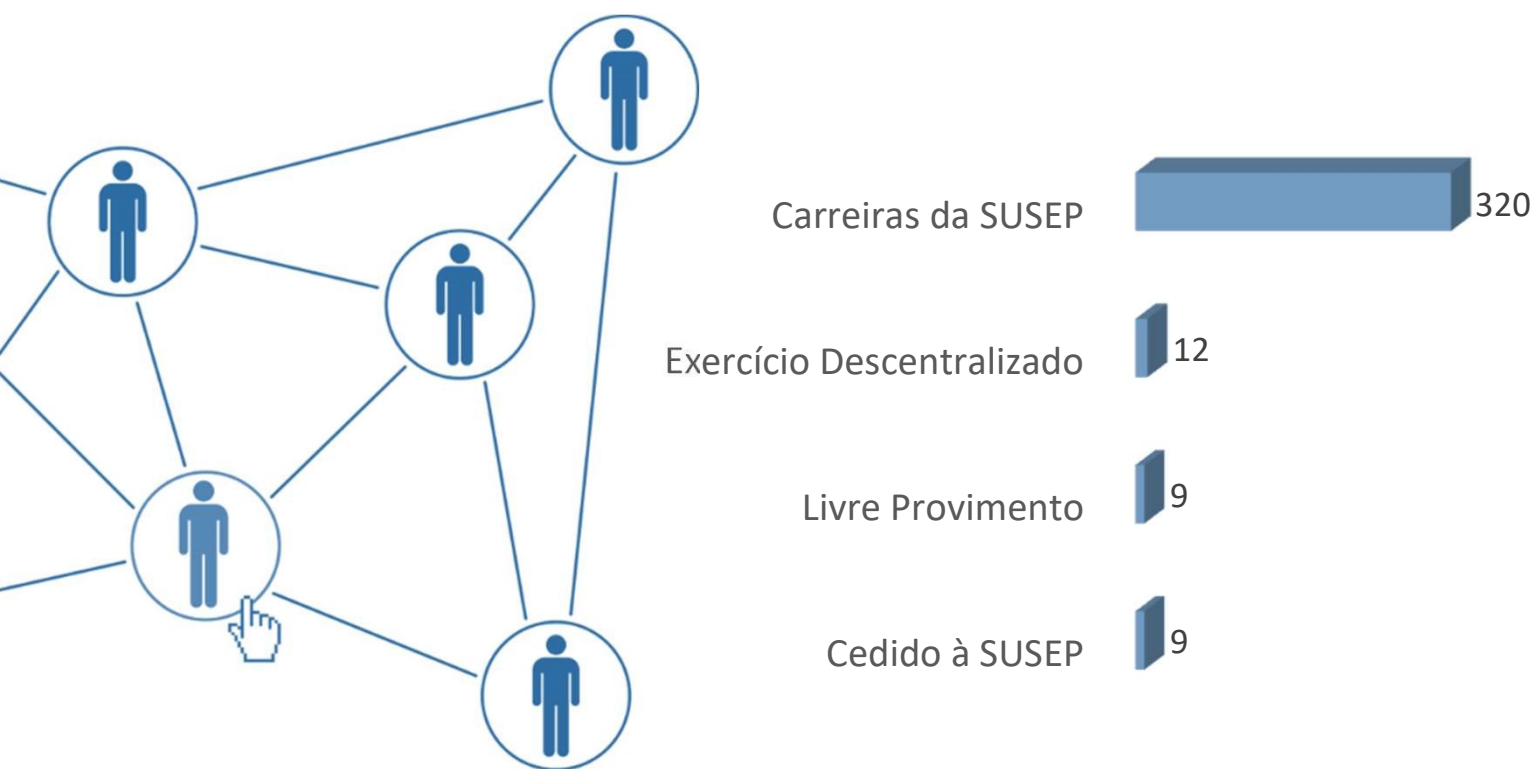 Carreiras da SUSEP 320
Exercício Descentralizado 12
Livre Provimento 9
Cedido à SUSEP 9